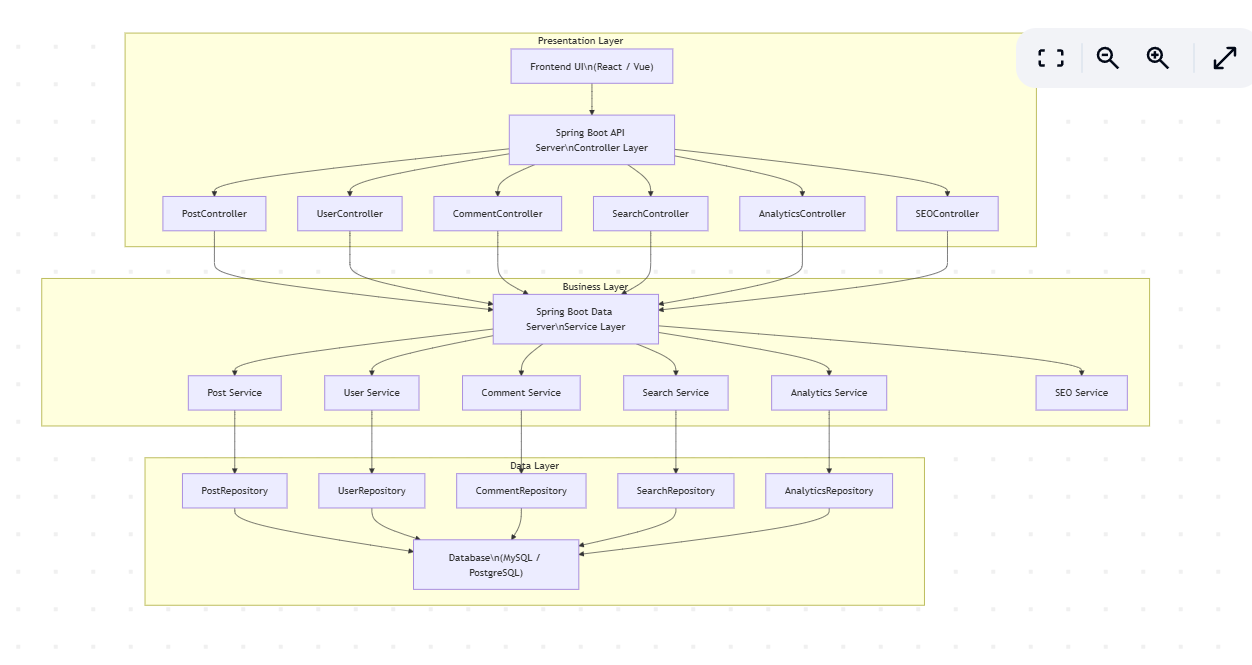 Presentation Layer
Frontend UI\n(React / Vue)
Spring Boot API
Server\nController Layer
PostController
UserController
CommentController
SearchController
AnalyticsController
SEOController
Business Layer
Spring Boot Data
Server\nService Layer
Post Service
User Service
Comment Service
Search Service
Analytics Service
SEO Service
Data Layer
PostRepository
UserRepository
CommentRepository
SearchRepository
AnalyticsRepository
Database\n(MySQL /
PostgreSQL)